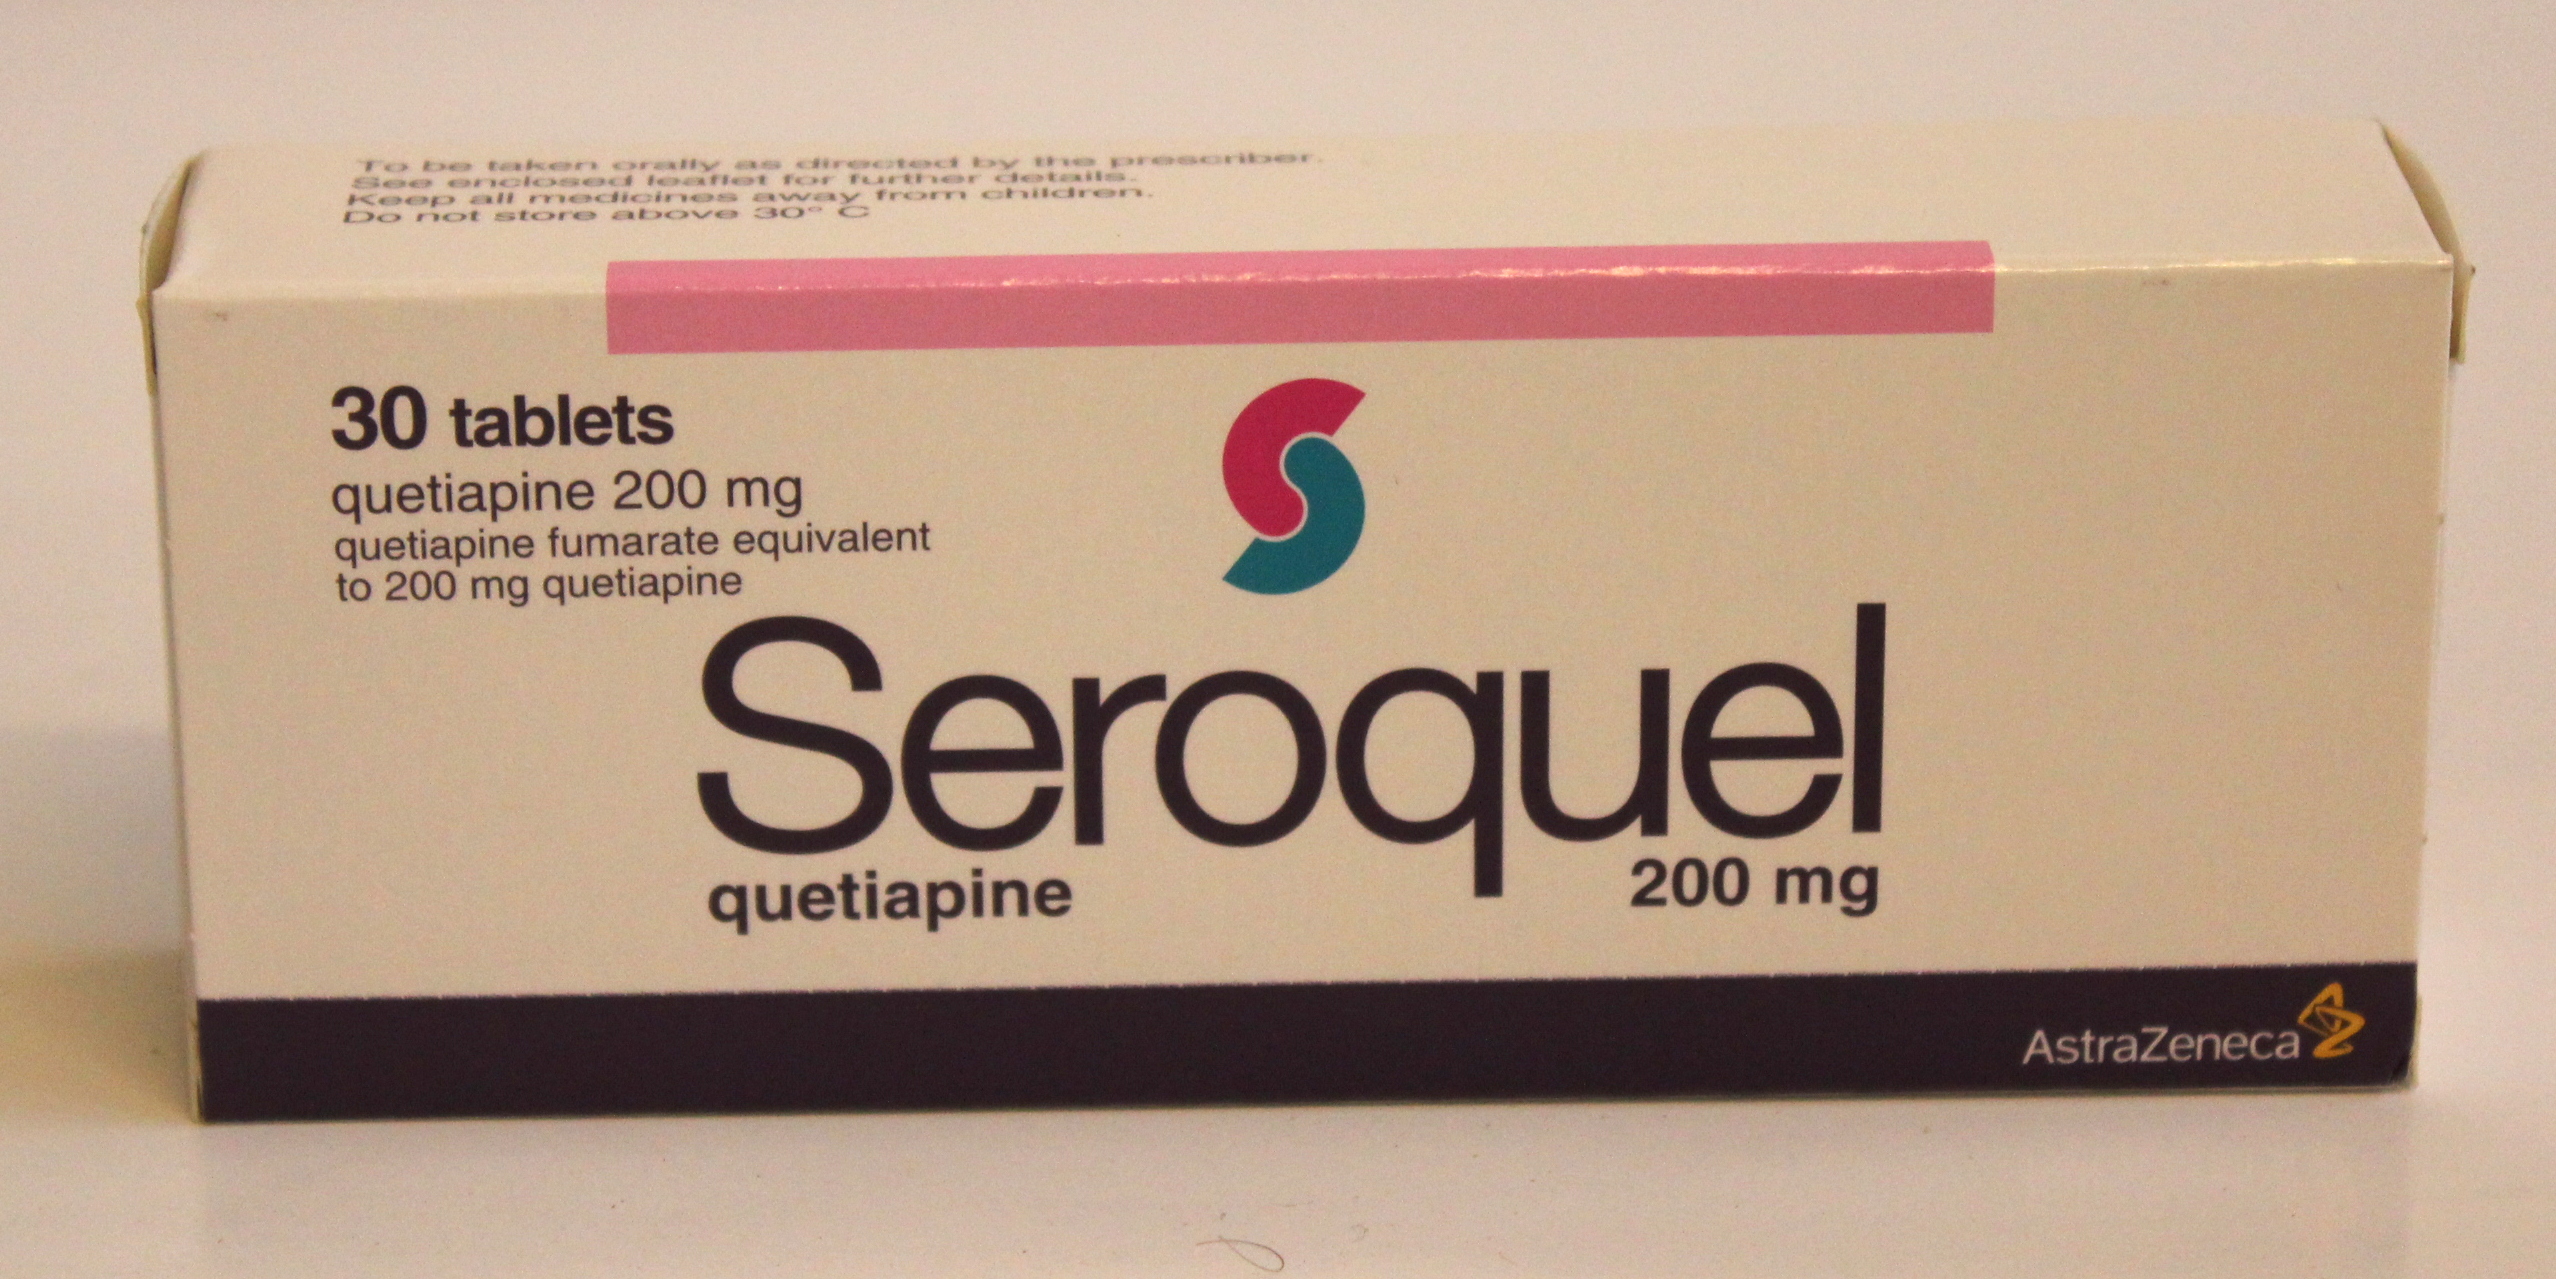 To be taken orally as directed by the prescriber.
See enclosed leaflet for further details.
Keep all medicines away from children.
Do not store above 30° C
30 tablets
quetiapine 200 mg
quetiapine fumarate equivalent
to 200 mg quetiapine
Seroquel
quetiapine 200 mg
AstraZeneca